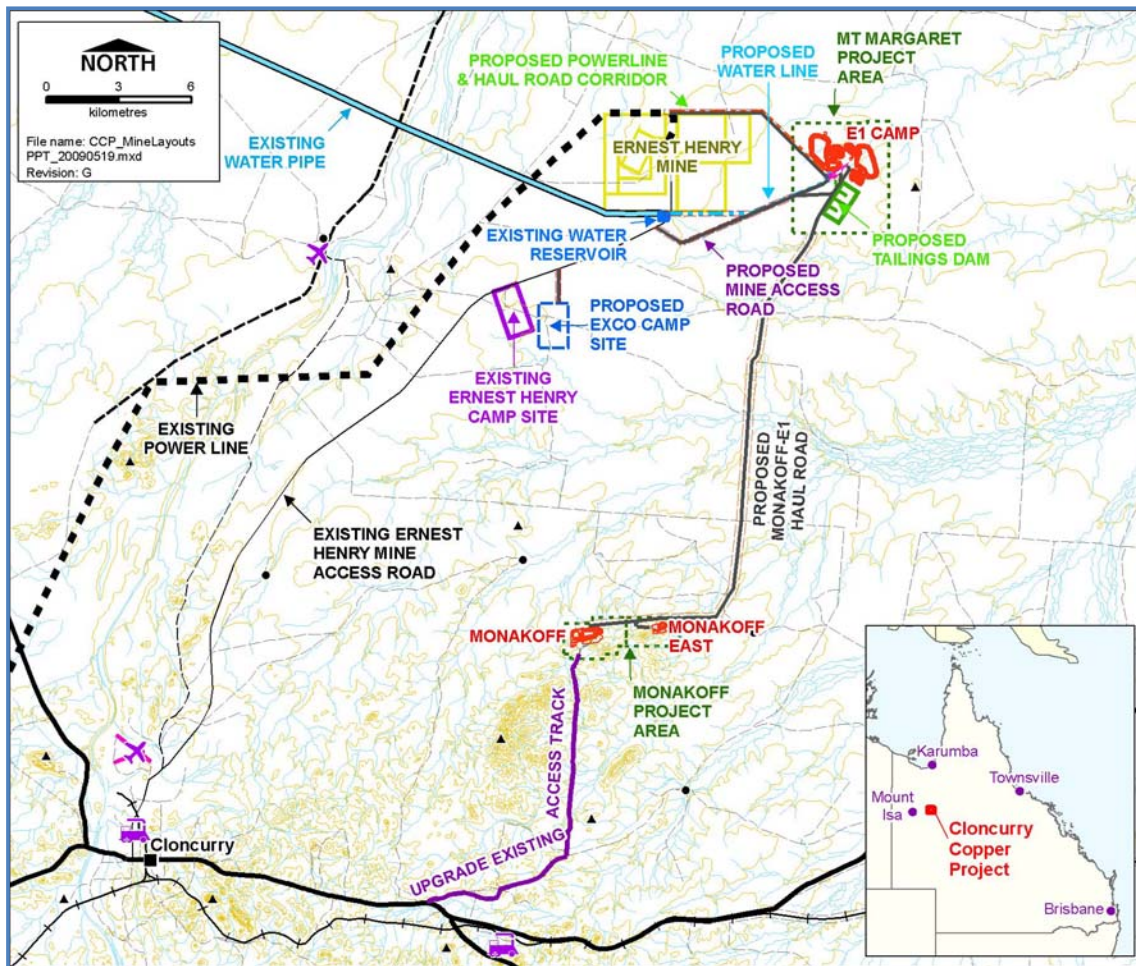 NORTH
0 3 6
kilometres
File name: CCP_MineLayouts
PPT_20090519.mxd
Revision: G
EXISTING
WATER PIPE
PROPOSED POWERLINE
& HAUL ROAD CORRIDOR
PROPOSED
WATER LINE
MT MARGARET
PROJECT
AREA
E1 CAMP
ERNEST HENRY
MINE
EXISTING WATER
RESERVOIR
PROPOSED
MINE ACCESS
ROAD
PROPOSED
TAILINGS DAM
PROPOSED
EXCO CAMP
SITE
EXISTING
ERNEST HENRY
CAMP SITE
EXISTING
POWER LINE
PROPOSED
MONAKOFF-E1
HAUL ROAD
EXISTING ERNEST
HENRY MINE
ACCESS ROAD
MONAKOFF
MONAKOFF
EAST
MONAKOFF
PROJECT
AREA
UPGRADE EXISTING
ACCESS TRACK
Cloncurry
Karumba
Townsville
Mount
Isa
Cloncurry
Copper
Project
Brisbane